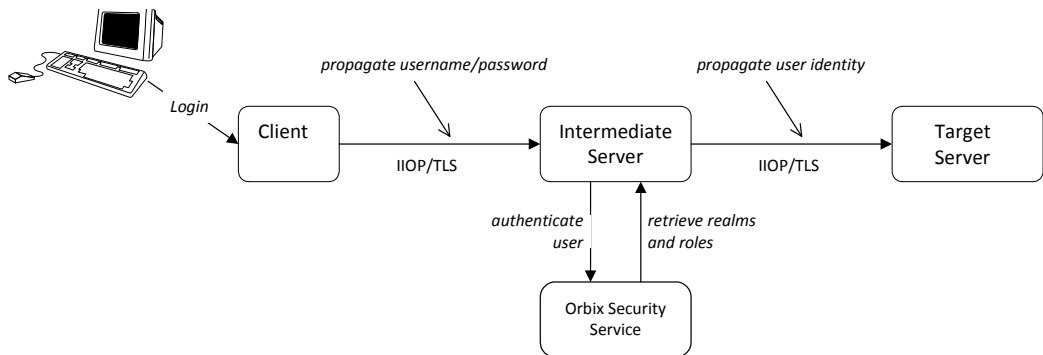 propagate username/password
propagate user identity
Login
Client
Intermediate
Server
Target
Server
IIOP/TLS
IIOP/TLS
authenticate
user
retrieve realms
and roles
Orbix Security
Service